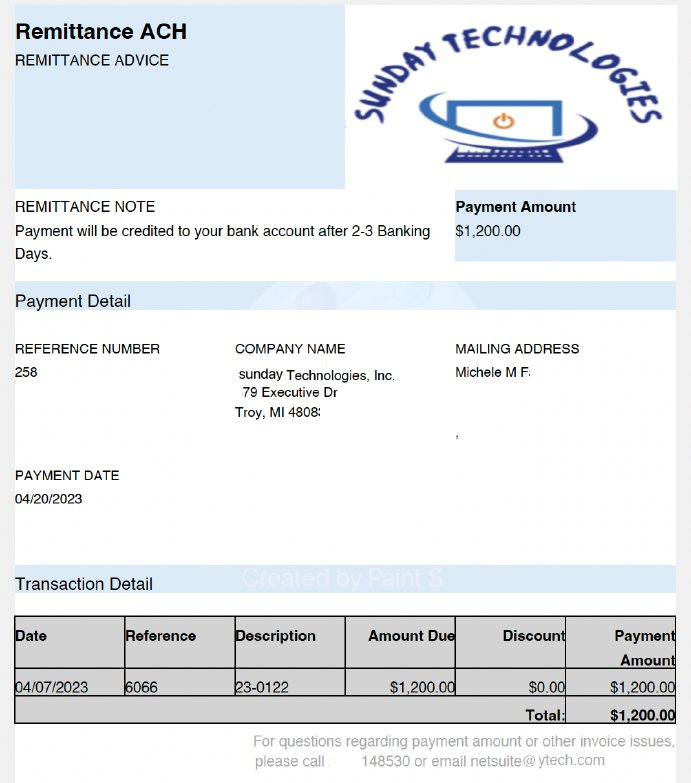 Remittance ACH
REMITTANCE ADVICE
SUNDAY TECHNOLOGIES
REMITTANCE NOTE
Payment will be credited to your bank account after 2-3 Banking
Days.
Payment Amount
$1,200.00
Payment Detail
REFERENCE NUMBER
258
COMPANY NAME
sunday Technologies, Inc.
79 Executive Dr
Troy, MI 4808
MAILING ADDRESS
Michele M F
,
PAYMENT DATE
04/20/2023
Created by Paint S
Transaction Detail
Date Reference Description Amount Due Discount Payment
Amount
04/07/2023 6066 23-0122 $1,200.00 $0.00 $1,200.00
Total: $1,200.00
For questions regarding payment amount or other invoice issues,
please call 148530 or email netsuite@ytech.com